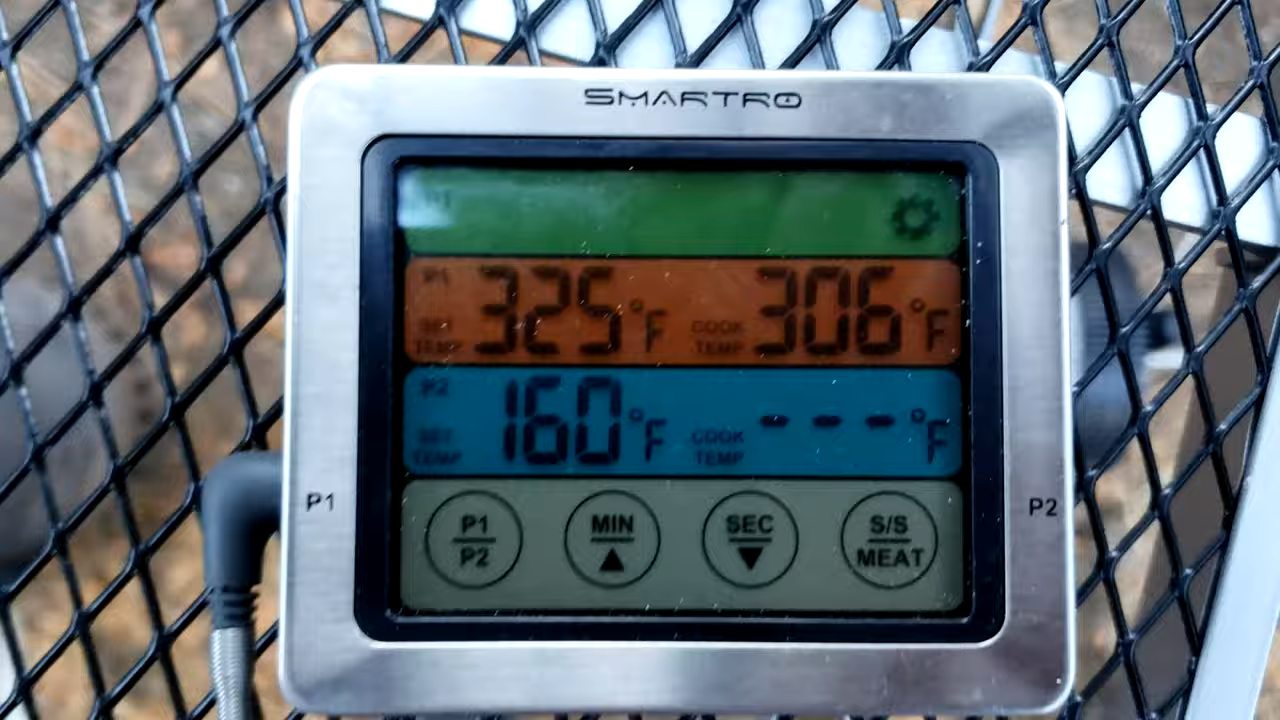 SMARTRO
P1
P1 325°F 306°F
SET TEMP COOK TEMP
P2 160°F ---°F
SET TEMP COOK TEMP
P1 P2
P1 MIN SEC S/S
P2 MEAT